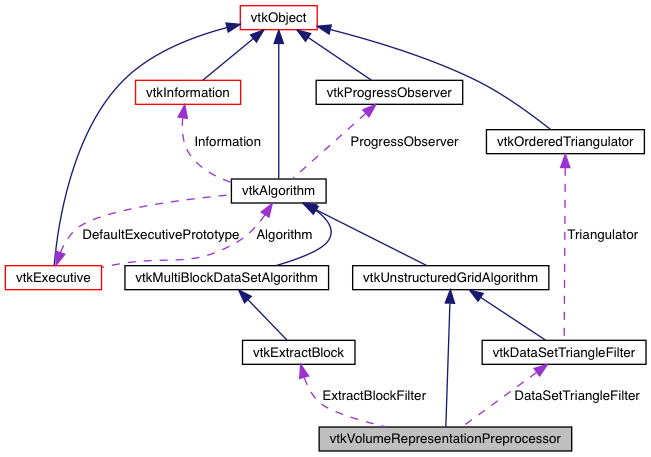 vtkObject
vtkInformation
vtkProgressObserver
Information
ProgressObserver
vtkOrderedTriangulator
vtkAlgorithm
DefaultExecutivePrototype
Algorithm
Triangulator
vtkExecutive
vtkMultiBlockDataSetAlgorithm
vtkUnstructuredGridAlgorithm
vtkExtractBlock
vtkDataSetTriangleFilter
ExtractBlockFilter
DataSetTriangleFilter
vtkVolumeRepresentationPreprocessor